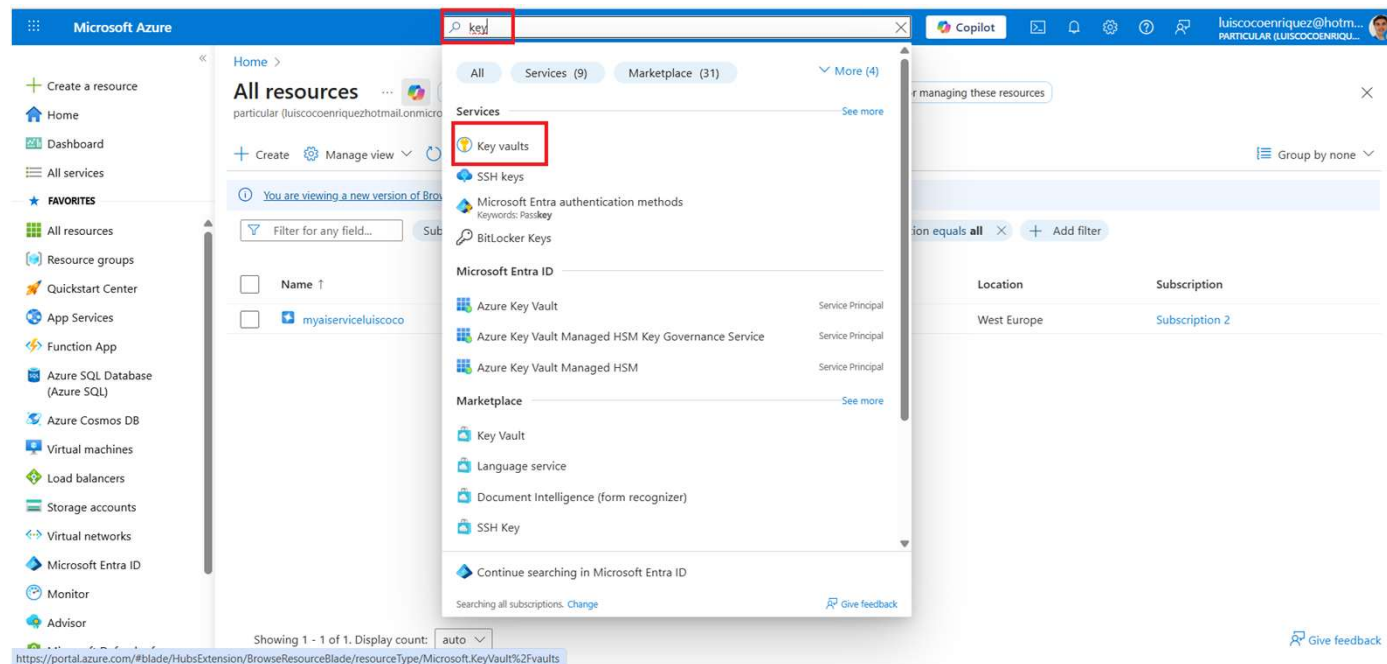 Microsoft Azure
key
Copilot
luiscocoenriquez@hotm...
PARTICULAR (LUISCOCOENRIQU...
Create a resource
Home
Dashboard
All services
FAVORITES
All resources
Resource groups
Quickstart Center
App Services
Function App
Azure SQL Database
(Azure SQL)
Azure Cosmos DB
Virtual machines
Load balancers
Storage accounts
Virtual networks
Microsoft Entra ID
Monitor
Advisor
Home >
All resources ...
r managing these resources
particular (luiscocoenriquezhotmail.onmicro
+ Create Manage view
Group by none
You are viewing a new version of Brow
Filter for any field...
Sub
ion equals all
+ Add filter
Name ↑
Location
Subscription
myaiserviceluiscoco
West Europe
Subscription 2
All
Services (9)
Marketplace (31)
More (4)
Services
See more
Key vaults
SSH keys
Microsoft Entra authentication methods
Keywords: Passkey
BitLocker Keys
Microsoft Entra ID
Azure Key Vault
Service Principal
Azure Key Vault Managed HSM Key Governance Service
Service Principal
Azure Key Vault Managed HSM
Service Principal
Marketplace
See more
Key Vault
Language service
Document Intelligence (form recognizer)
SSH Key
Continue searching in Microsoft Entra ID
Searching all subscriptions. Change
Give feedback
Showing 1 - 1 of 1. Display count: auto
Give feedback
https://portal.azure.com/#blade/HubsExtension/BrowseResourceBlade/resourceType/Microsoft.KeyVault%2Fvaults